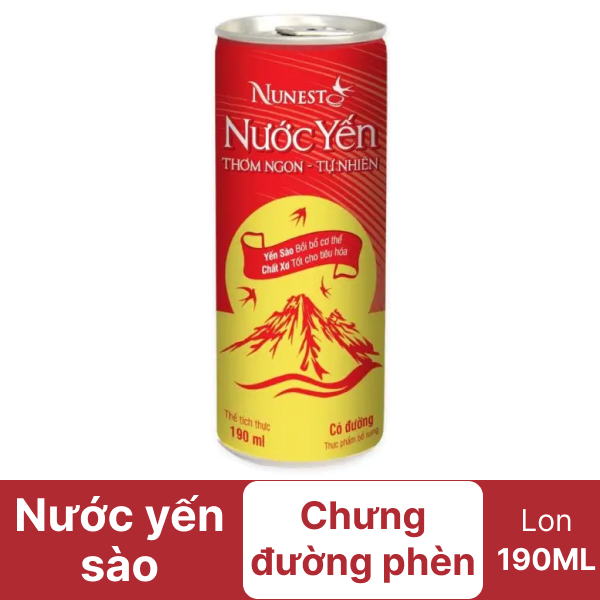 NUNEST
Nước Yến
THƠM NGON - TỰ NHIÊN
Yến Sào Bồi bổ cơ thể
Chất Xơ Tốt cho tiêu hóa
Thể tích thực
190 ml
Có đường
Thực phẩm bổ sung
Nước yến
sào
Chưng
đường phèn
Lon
190ML